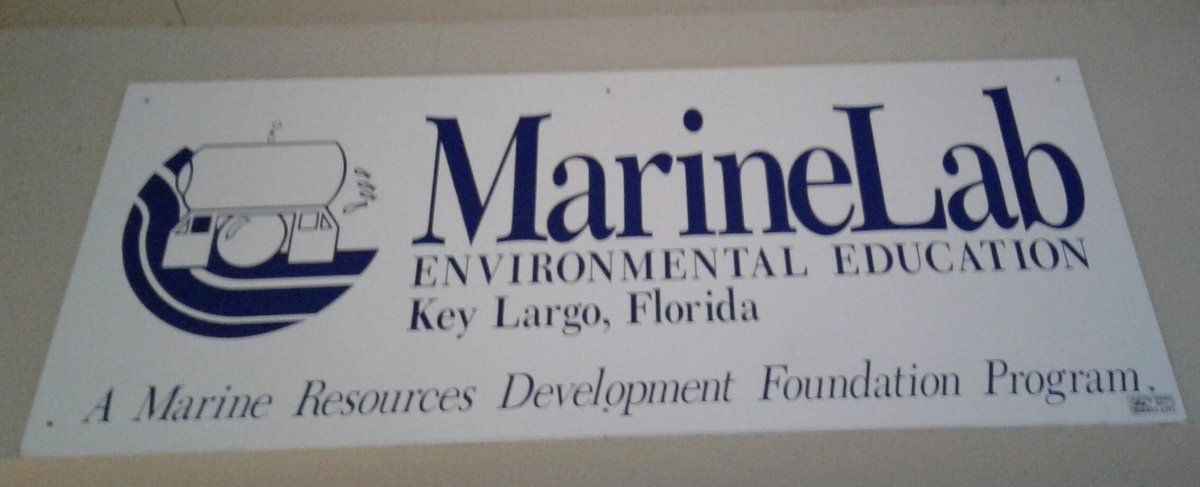 MarineLab
ENVIRONMENTAL EDUCATION
Key Largo, Florida
A Marine Resources Development Foundation Program.